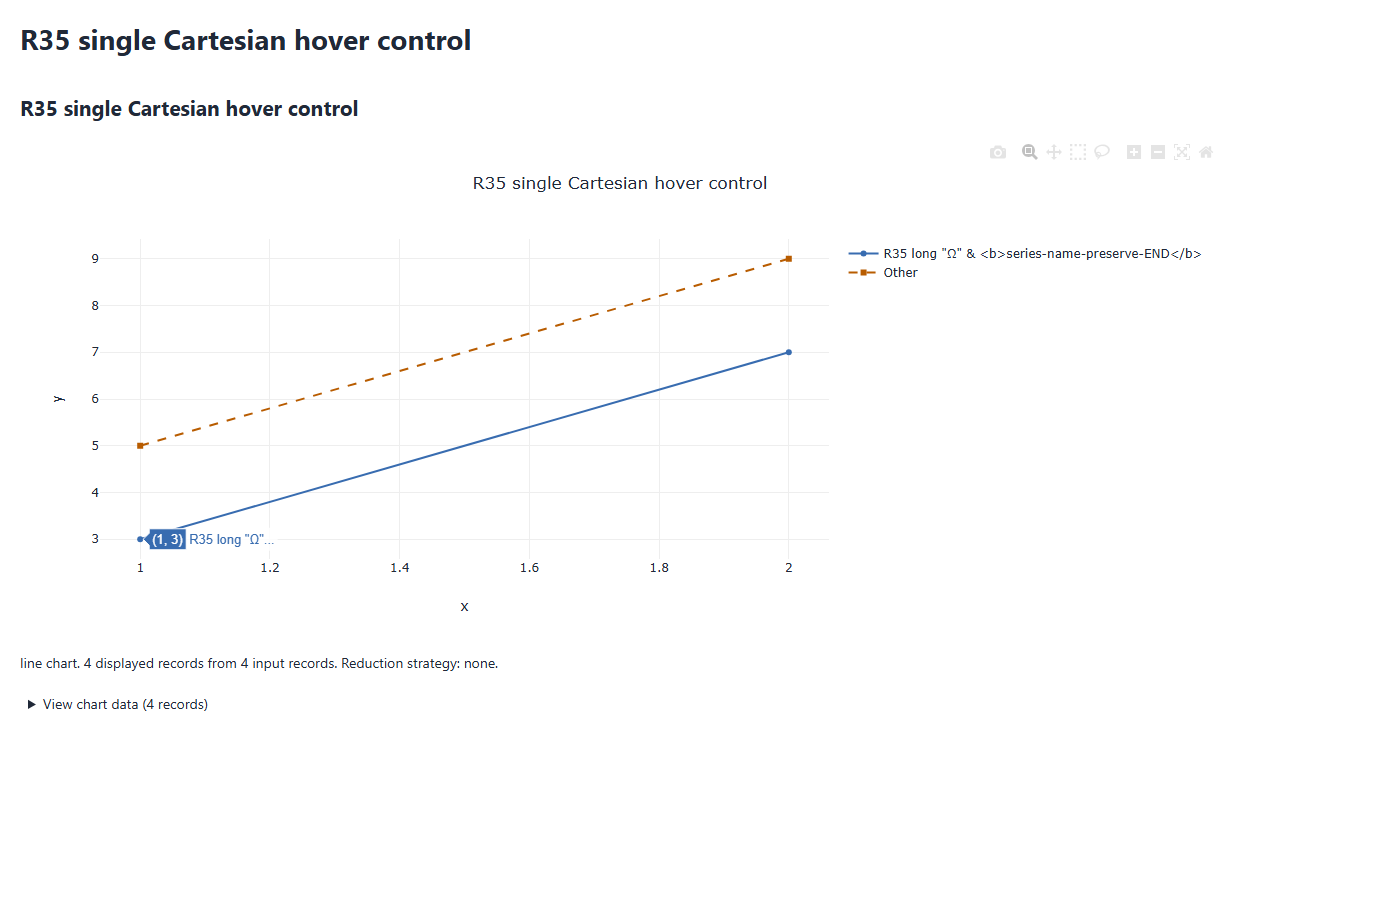 R35 single Cartesian hover control
R35 single Cartesian hover control
R35 single Cartesian hover control
9
8
7
6
5
4
3
y
(1, 3) R35 long "Ω"...
1 1.2 1.4 1.6 1.8 2
x
R35 long "Ω" & <b>series-name-preserve-END</b>
Other
line chart. 4 displayed records from 4 input records. Reduction strategy: none.
View chart data (4 records)